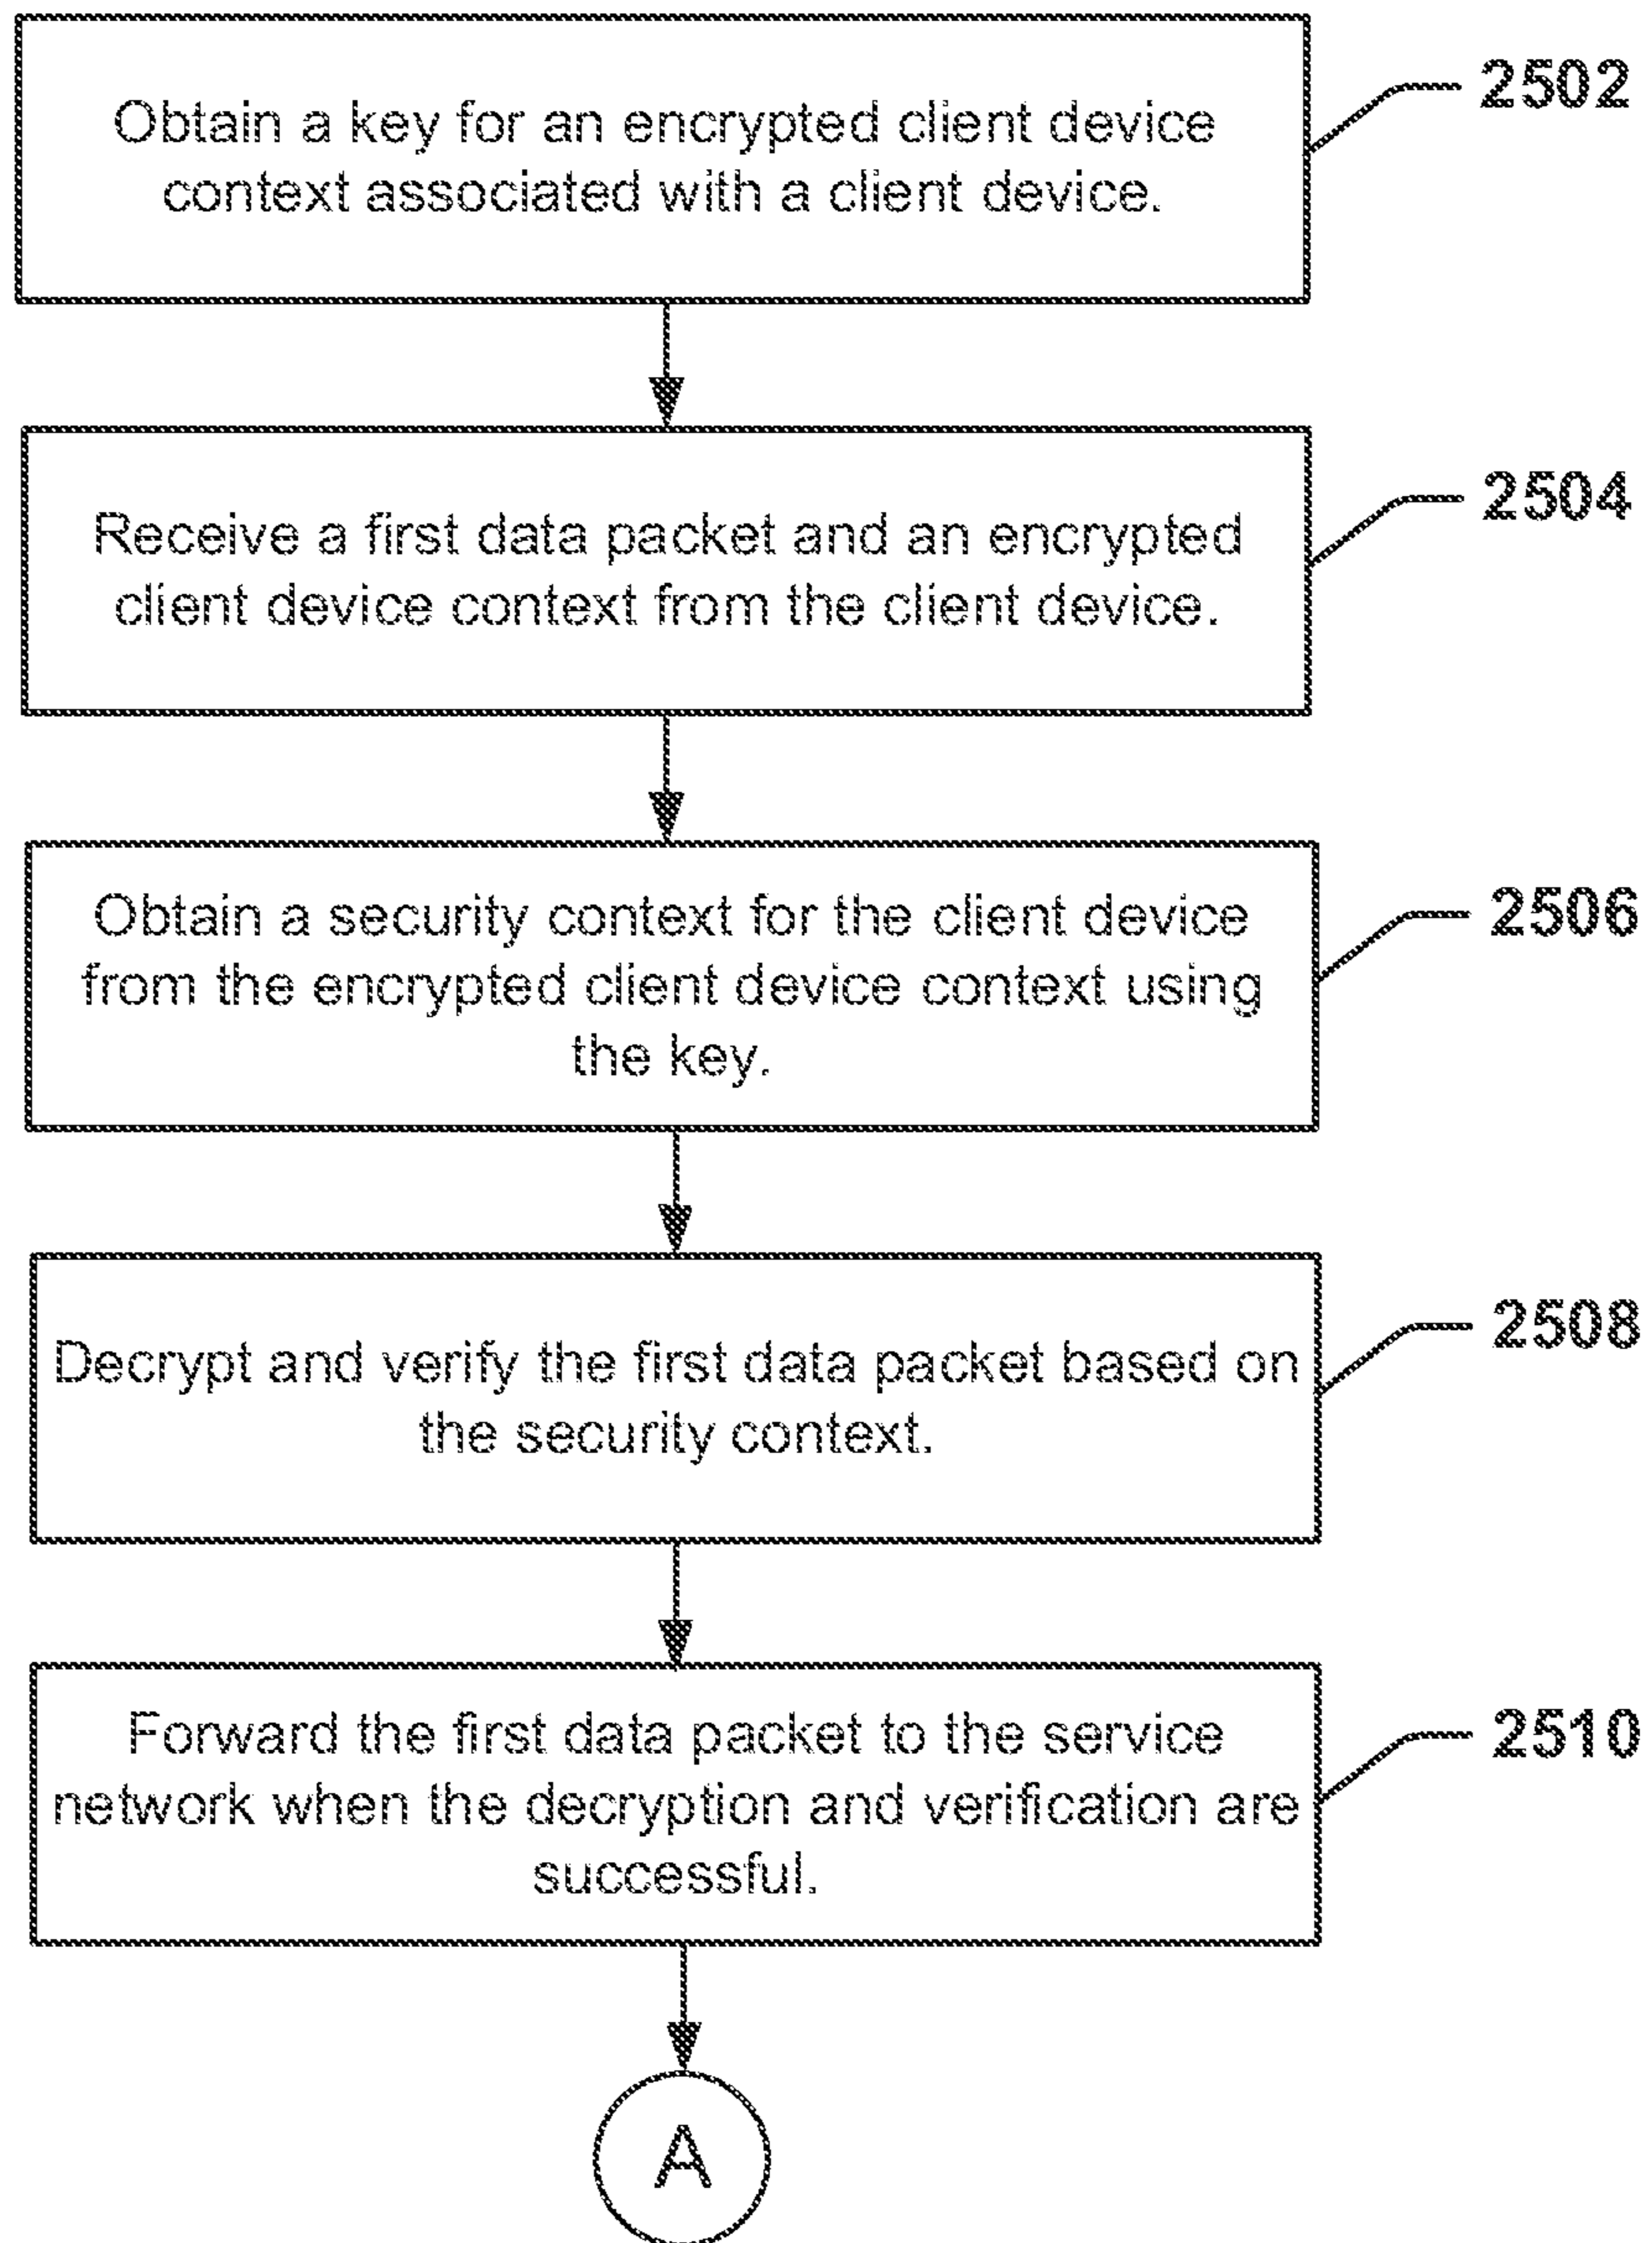 Obtain a key for an encrypted client device
context associated with a client device.
2502
Receive a first data packet and an encrypted
client device context from the client device.
2504
Obtain a security context for the client device
from the encrypted client device context using
the key.
2506
Decrypt and verify the first data packet based on
the security context.
2508
Forward the first data packet to the service
network when the decryption and verification are
successful.
2510
A